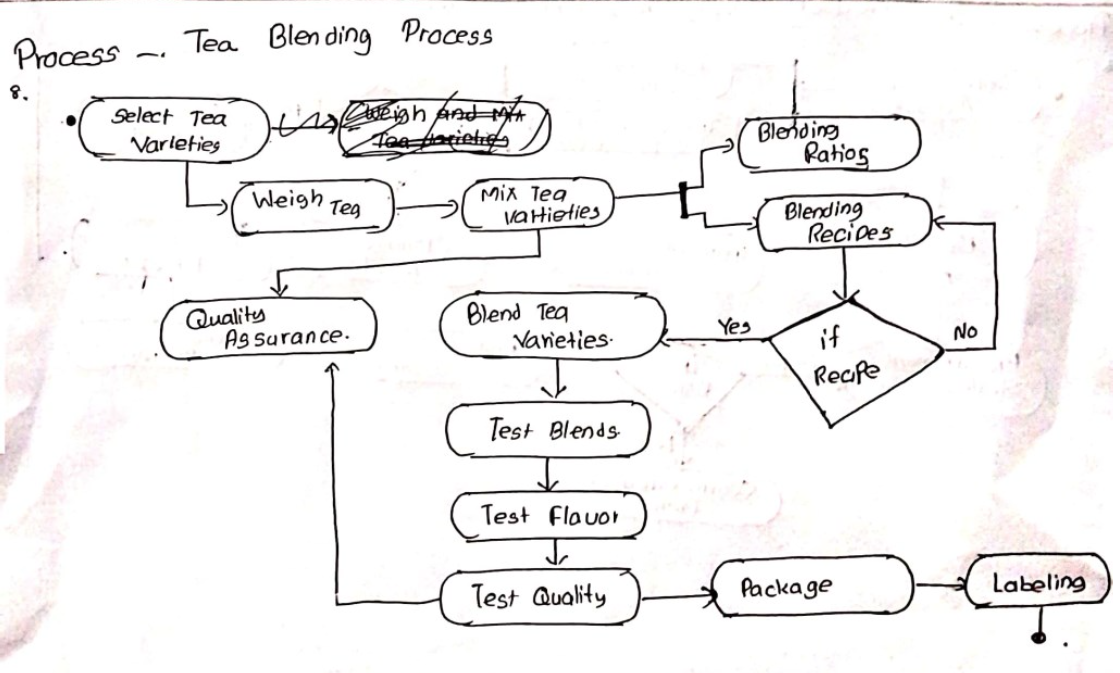 Process - Tea Blending Process
8.
Select Tea
Varieties
Weigh and Mix
Tea Varieties
Blending
Ratios
Weigh Tea
Mix Tea
Varieties
Blending
Recipes
Quality
Assurance.
Blend Tea
Varieties.
Yes
if
Recipe
No
Test Blends.
Test Flavor
Test Quality
Package
Labeling